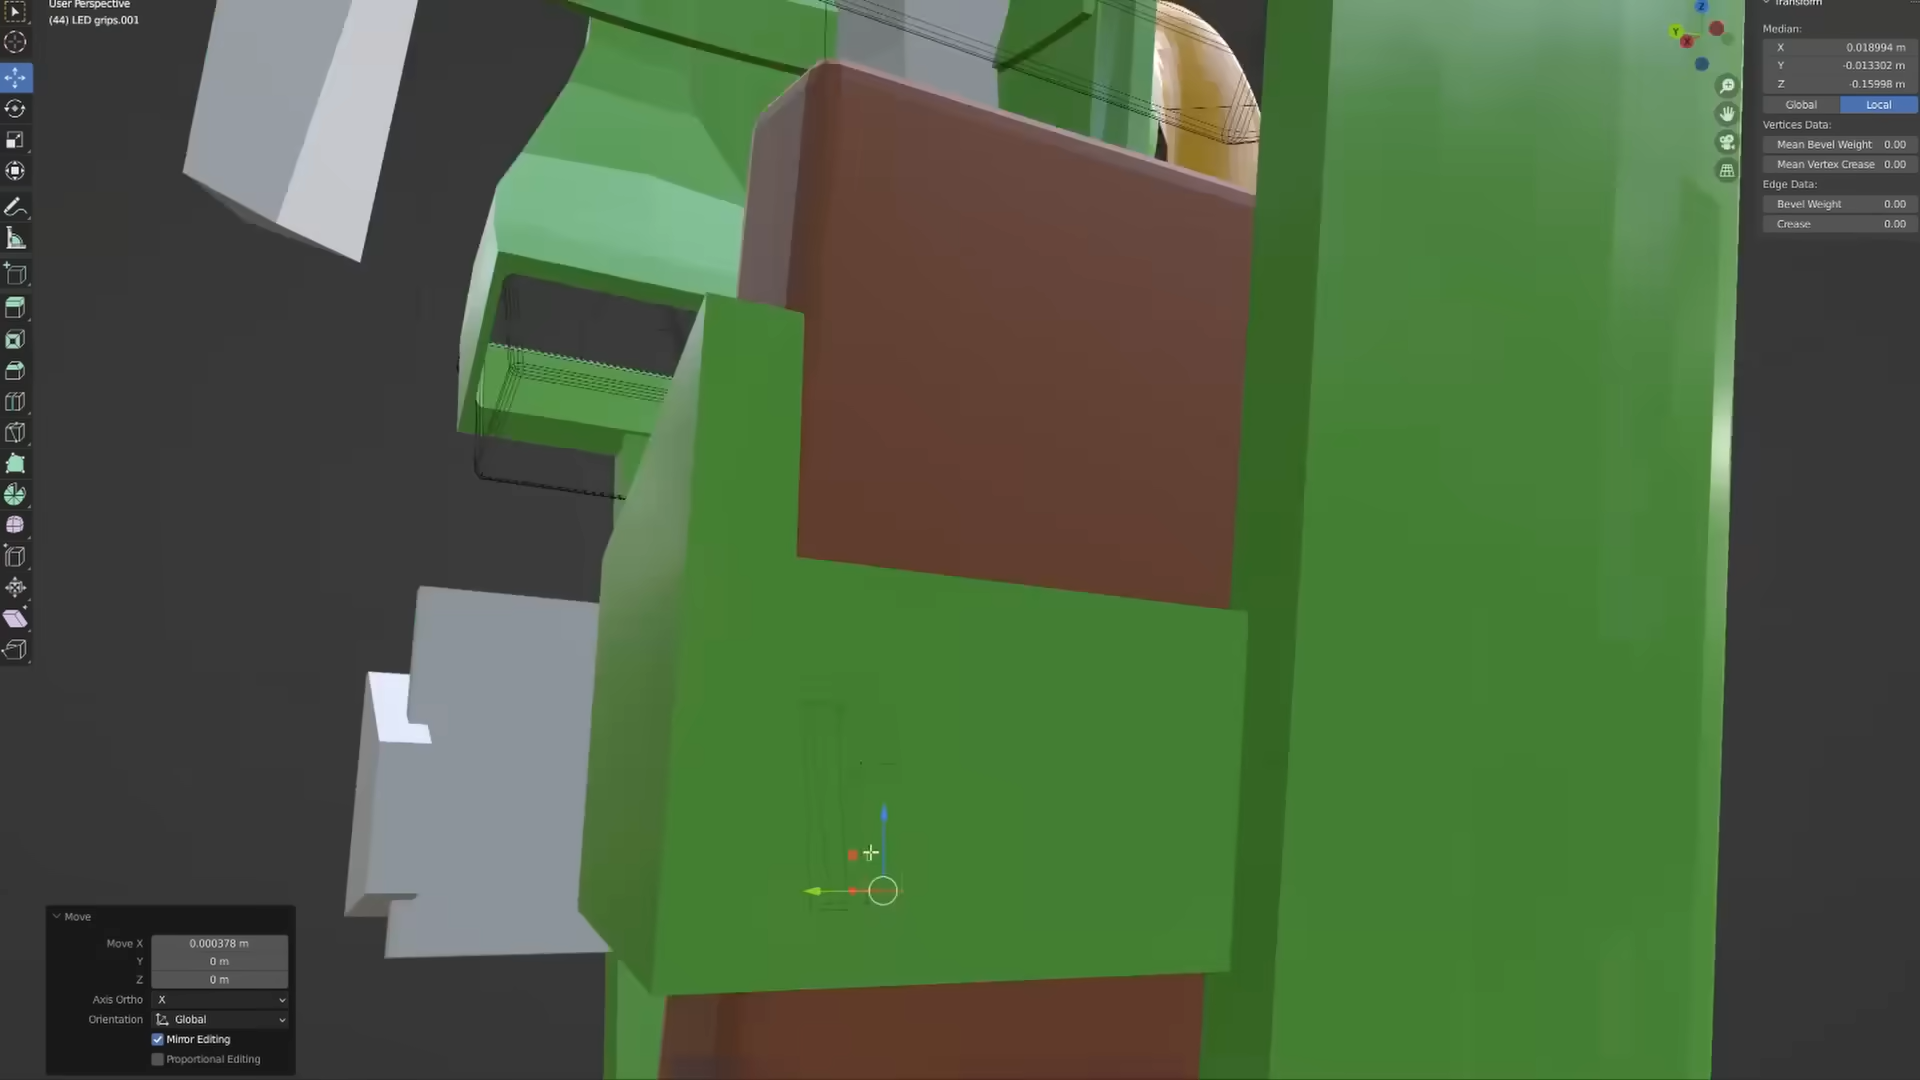 User Perspective
(44) LED grips.001
Transform
Median:
X 0.018994 m
Y -0.013302 m
Z -0.15998 m
Global Local
Vertices Data:
Mean Bevel Weight 0.00
Mean Vertex Crease 0.00
Edge Data:
Bevel Weight 0.00
Crease 0.00
Z
Y
X
Move
Move X 0.000378 m
Y 0 m
Z 0 m
Axis Ortho X
Orientation Global
Mirror Editing
Proportional Editing